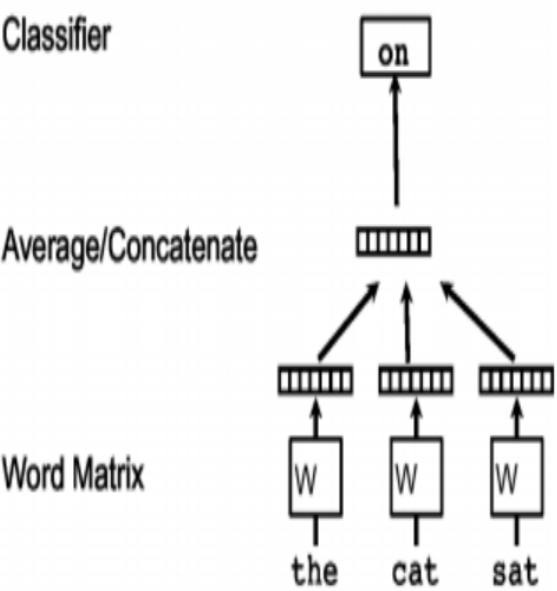 Classifier
on
Average/Concatenate
Word Matrix
W W W
the cat sat